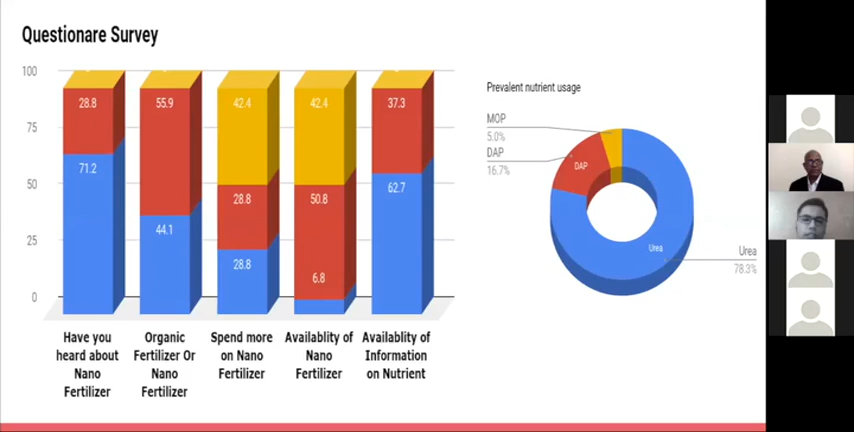 Questionare Survey
100
75
50
25
0
28.8
71.2
55.9
44.1
42.4
28.8
28.8
42.4
50.8
6.8
37.3
62.7
Have you
heard about
Nano
Fertilizer
Organic
Fertilizer Or
Nano
Fertilizer
Spend more
on Nano
Fertilizer
Availablity of
Nano
Fertilizer
Availablity of
Information
on Nutrient
Prevalent nutrient usage
MOP
5.0%
DAP
16.7%
DAP
Urea
Urea
78.3%